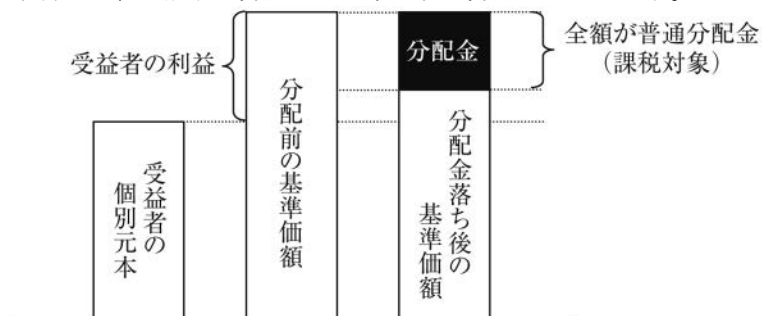 受益者の利益
分配金
全額が普通分配金
（課税対象）
受益者の
個別元本
分配前の基準価額
分配金落ち後の
基準価額